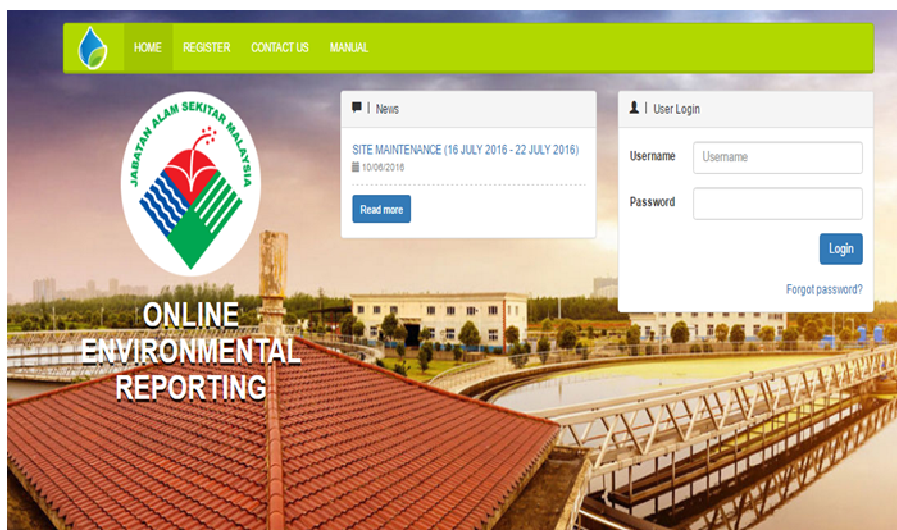 HOME REGISTER CONTACT US MANUAL
JABATAN ALAM SEKITAR MALAYSIA
ONLINE
ENVIRONMENTAL
REPORTING
News
SITE MAINTENANCE (16 JULY 2016 - 22 JULY 2016)
10/06/2016
Read more
User Login
Username Username
Password
Login
Forgot password?